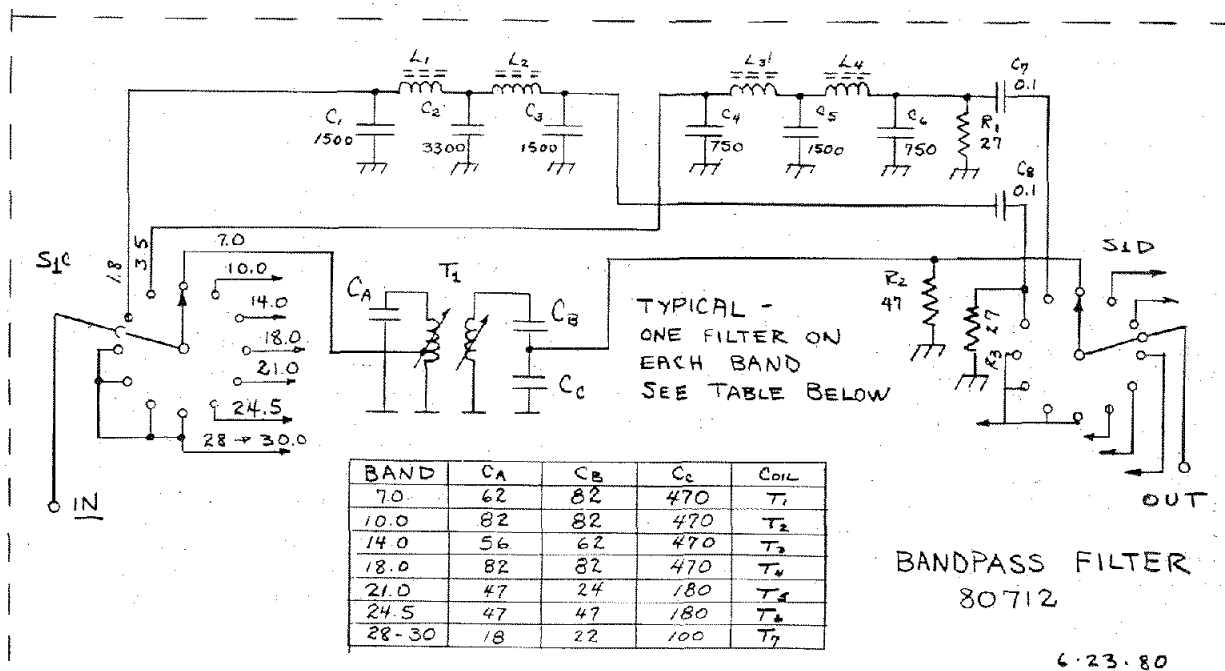 L1 L2 L3 L4 C7
0.1
C1
1500
C2
3300
C3
1500
C4
750
C5
1500
C6
750
R1
27
C8
0.1
S1C
1.8
3.5
7.0
10.0
14.0
18.0
21.0
24.5
28 → 30.0
IN
CA
T1
CB
CC
TYPICAL -
ONE FILTER ON
EACH BAND
SEE TABLE BELOW
R2
47
27
R3
S1D
OUT
BAND CA CB CC COIL
7.0 62 82 470 T1
10.0 82 82 470 T2
14.0 56 62 470 T3
18.0 82 82 470 T4
21.0 47 24 180 T5
24.5 47 47 180 T6
28-30 18 22 100 T7
BANDPASS FILTER
80712
6.23.80